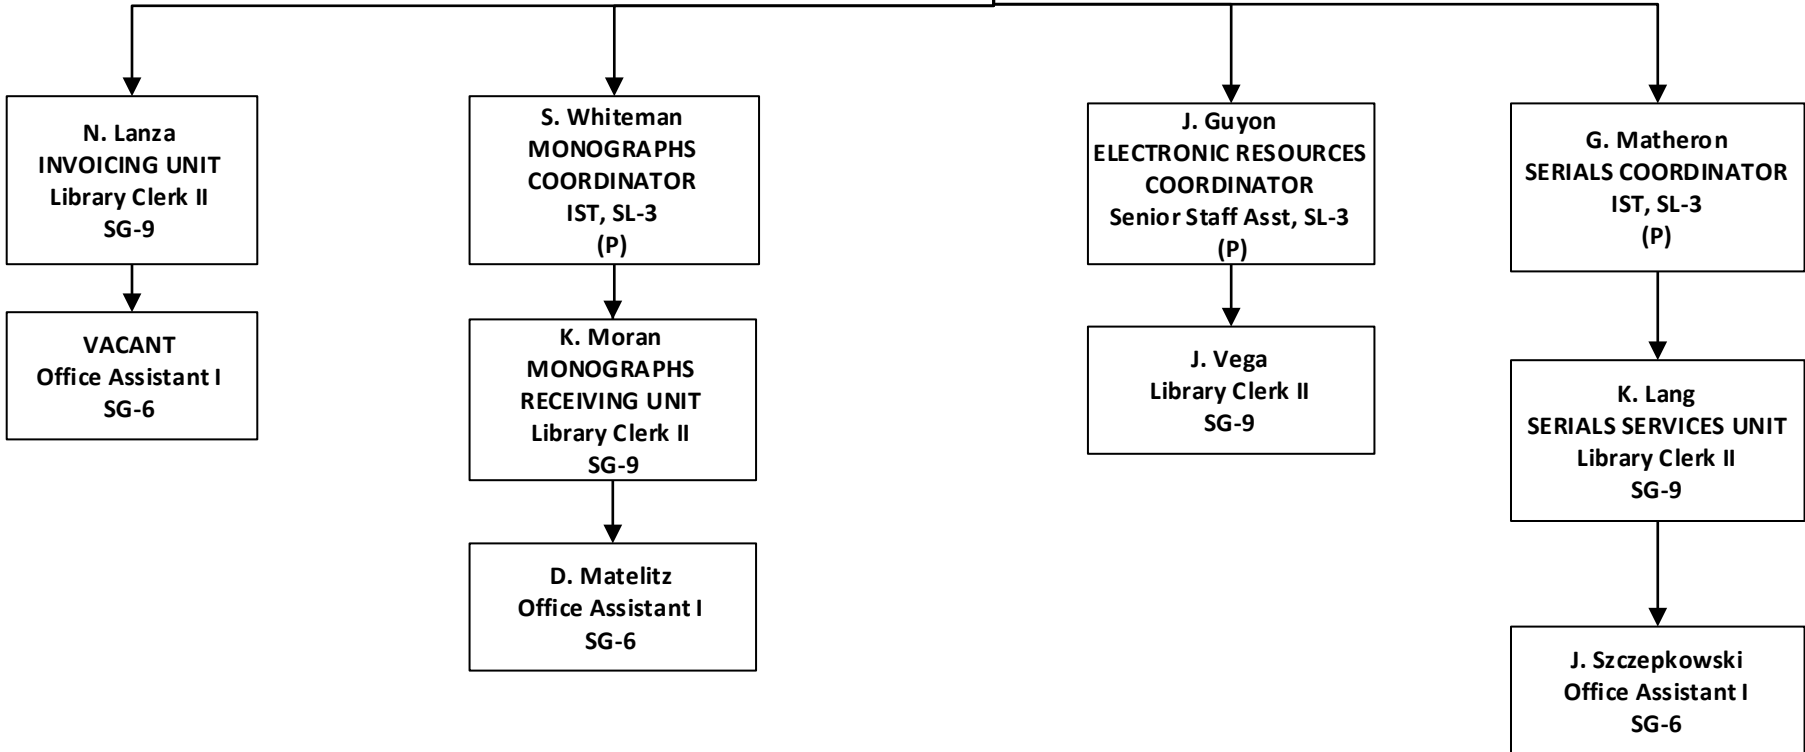 N. Lanza
INVOICING UNIT
Library Clerk II
SG-9
VACANT
Office Assistant I
SG-6
S. Whiteman
MONOGRAPHS
COORDINATOR
IST, SL-3
(P)
K. Moran
MONOGRAPHS
RECEIVING UNIT
Library Clerk II
SG-9
D. Matelitz
Office Assistant I
SG-6
J. Guyon
ELECTRONIC RESOURCES
COORDINATOR
Senior Staff Asst, SL-3
(P)
J. Vega
Library Clerk II
SG-9
G. Matheron
SERIALS COORDINATOR
IST, SL-3
(P)
K. Lang
SERIALS SERVICES UNIT
Library Clerk II
SG-9
J. Szczepkowski
Office Assistant I
SG-6